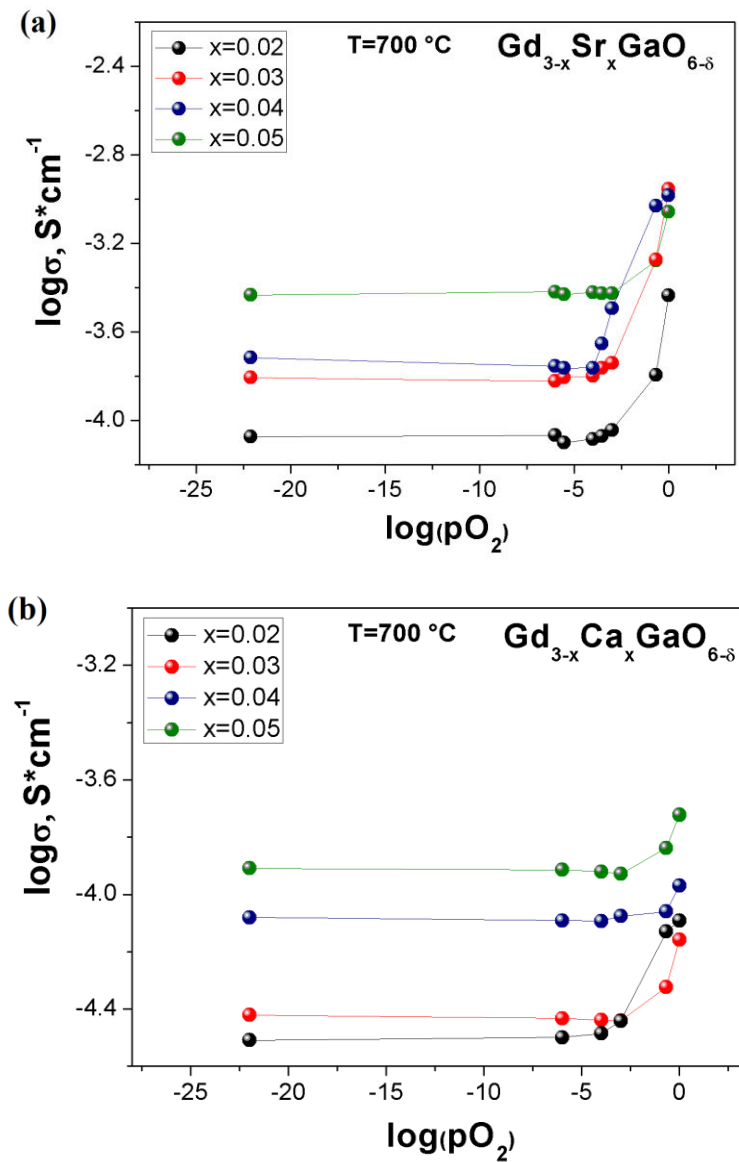 (a)
x=0.02
x=0.03
x=0.04
x=0.05
T=700 °C
Gd3-xSrxGaO6-δ
-2.4
-2.8
-3.2
-3.6
-4.0
logσ, S*cm-1
-25
-20
-15
-10
-5
0
log(pO2)
(b)
x=0.02
x=0.03
x=0.04
x=0.05
T=700 °C
Gd3-xCaxGaO6-δ
-3.2
-3.6
-4.0
-4.4
logσ, S*cm-1
-25
-20
-15
-10
-5
0
log(pO2)